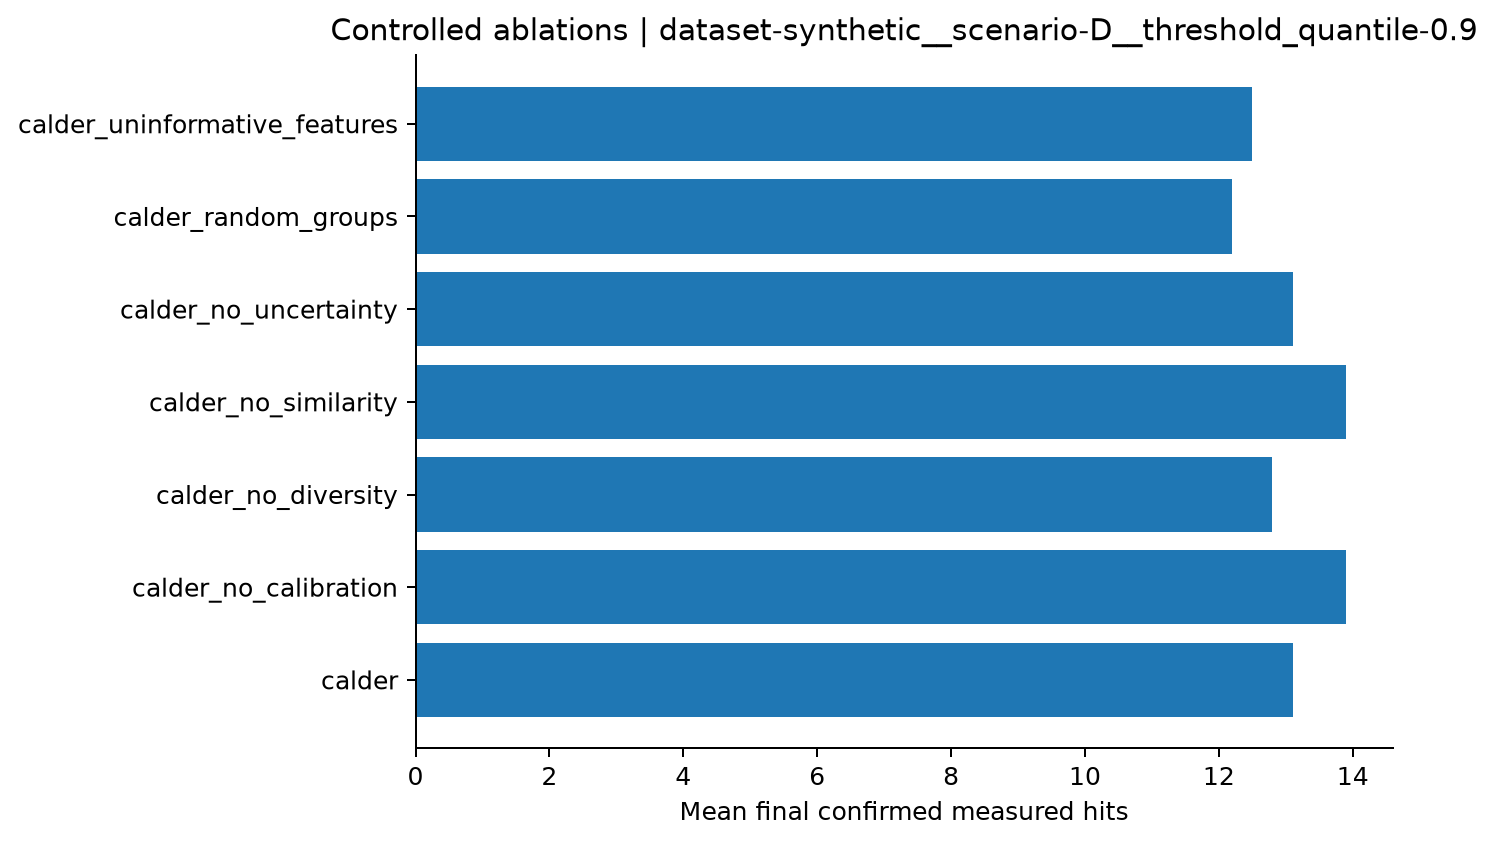 Controlled ablations | dataset-synthetic__scenario-D__threshold_quantile-0.9
calder_uninformative_features
calder_random_groups
calder_no_uncertainty
calder_no_similarity
calder_no_diversity
calder_no_calibration
calder
0 2 4 6 8 10 12 14
Mean final confirmed measured hits